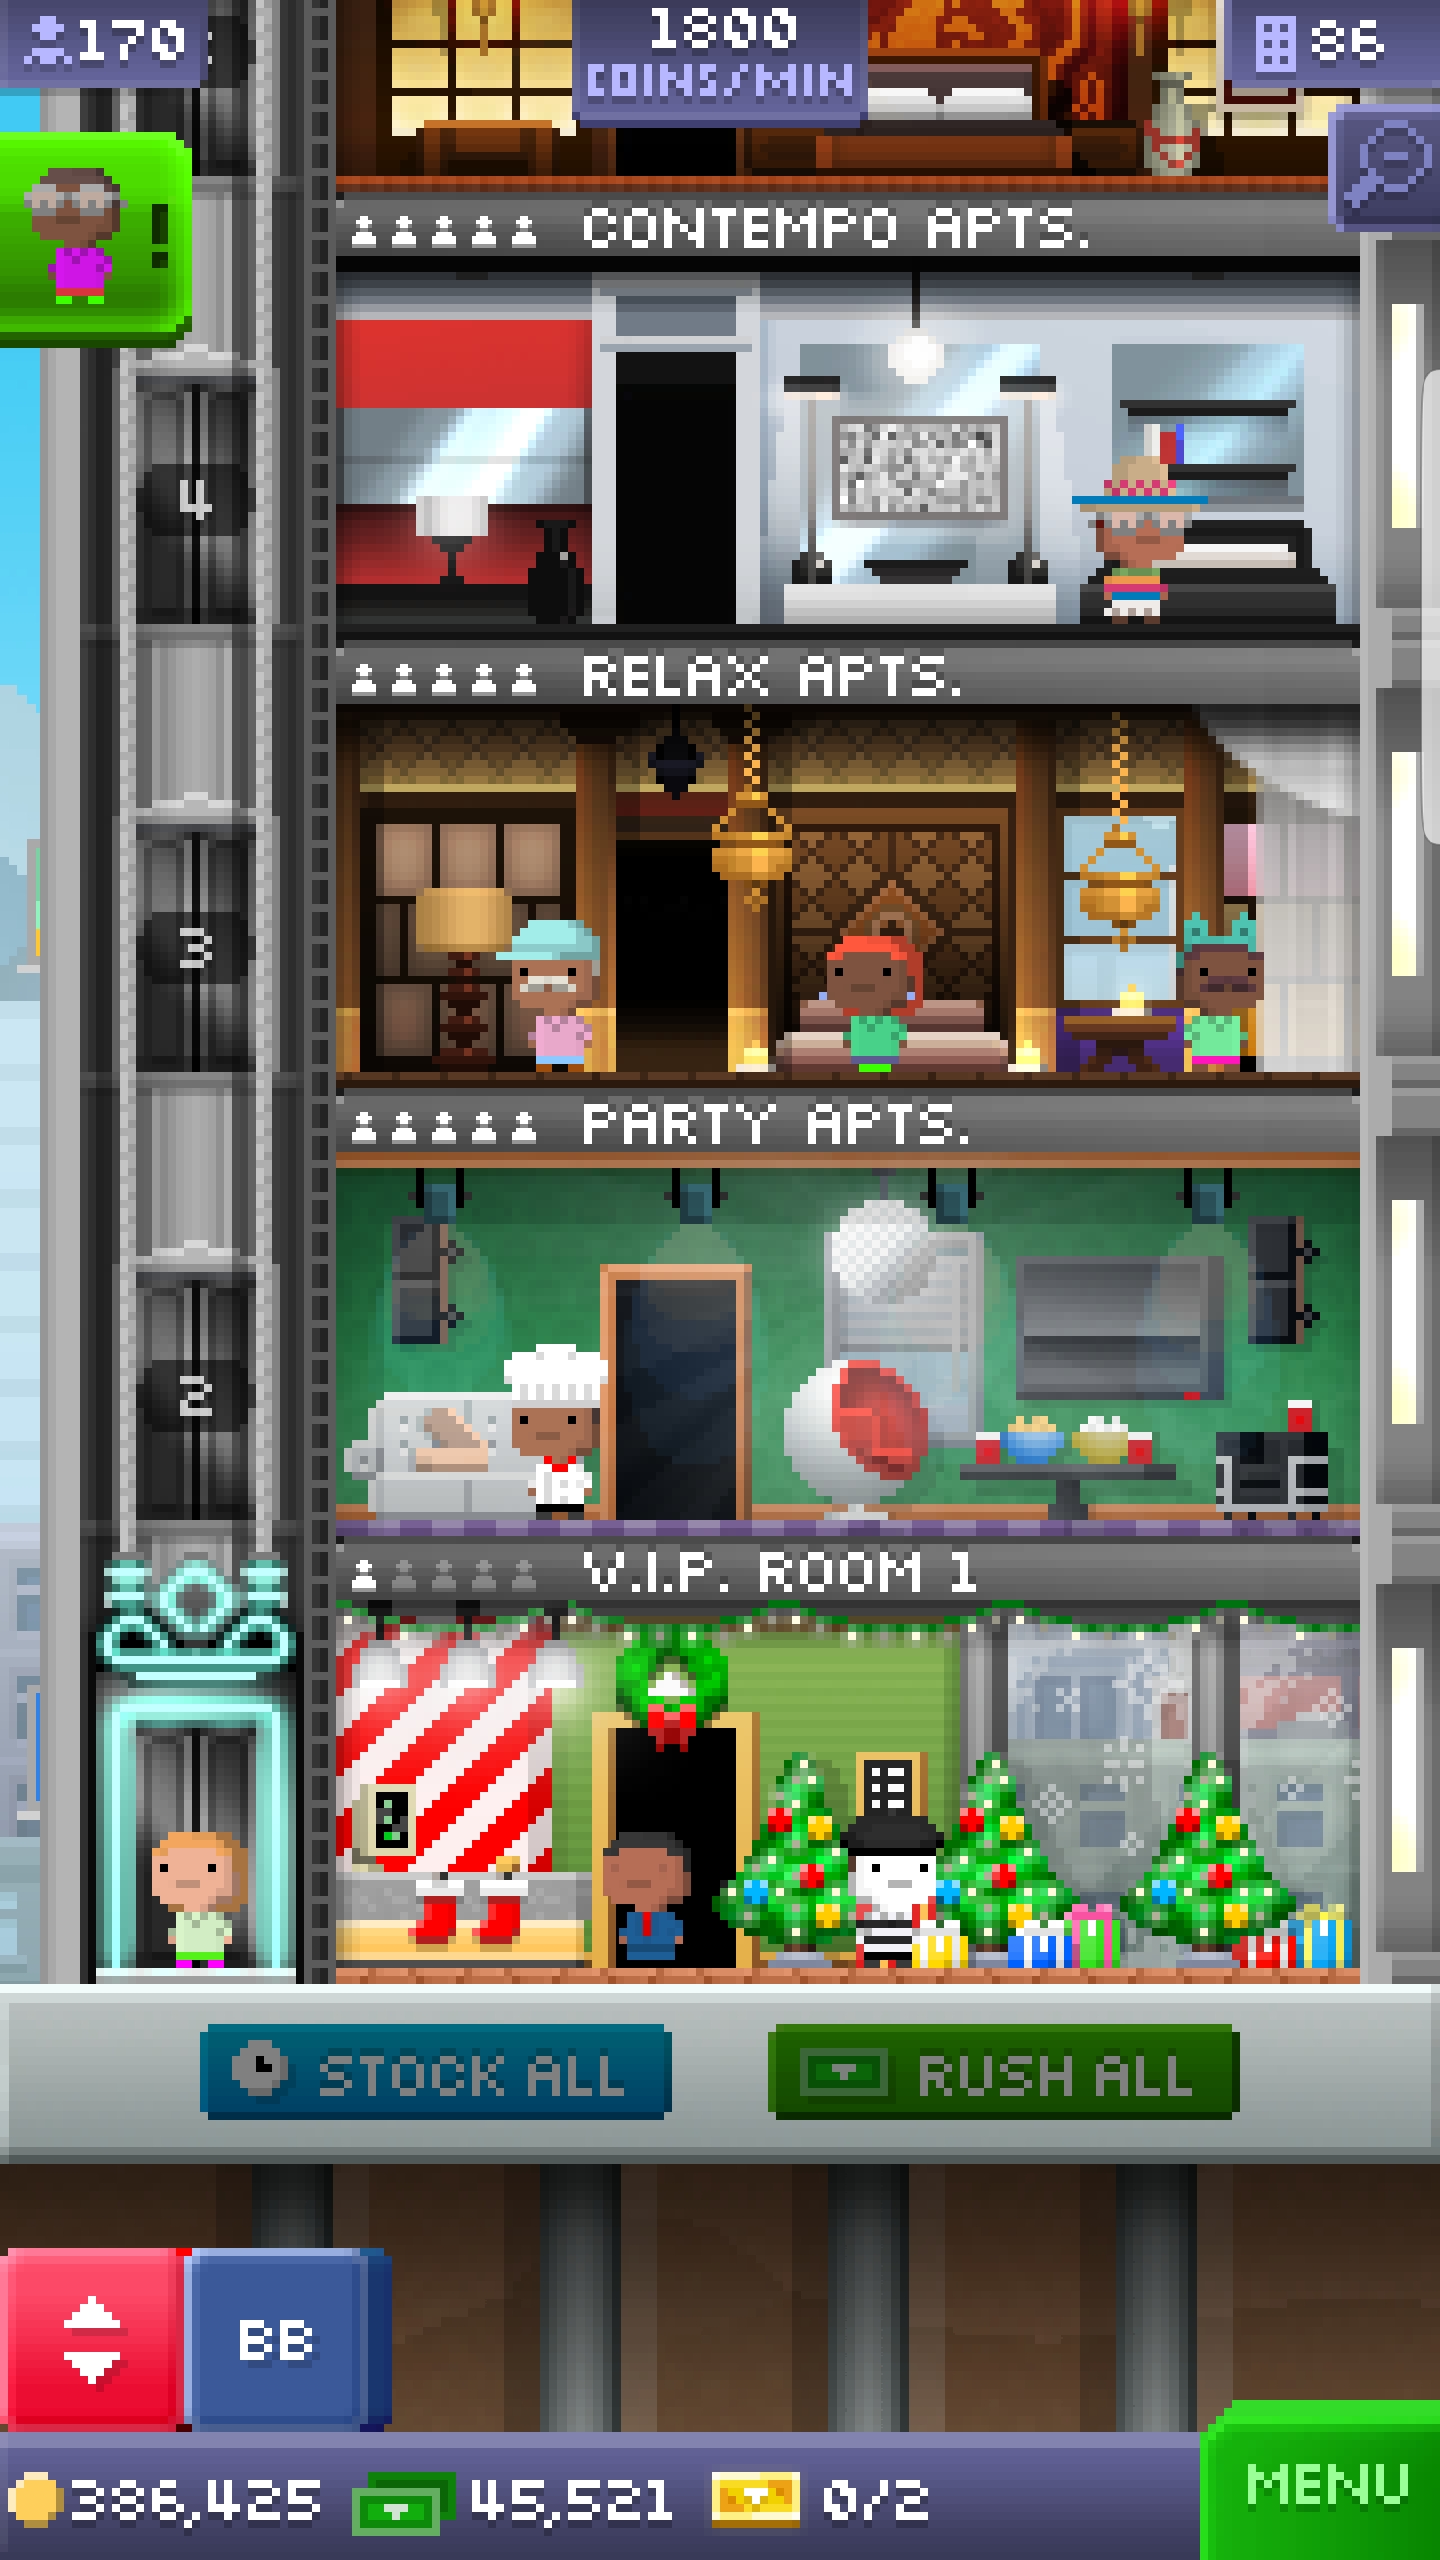 170
1800
COINS/MIN
86
!
CONTEMPO APTS.
4
RELAX APTS.
3
PARTY APTS.
2
V.I.P. ROOM 1
STOCK ALL
RUSH ALL
BB
386,425
45,521
0/2
MENU